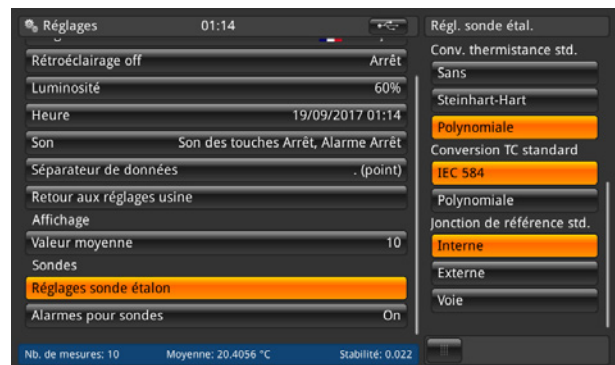 Réglages 01:14
Rétroéclairage off Arrêt
Luminosité 60%
Heure 19/09/2017 01:14
Son Son des touches Arrêt, Alarme Arrêt
Séparateur de données . (point)
Retour aux réglages usine
Affichage
Valeur moyenne 10
Sondes
Réglages sonde étalon
Alarmes pour sondes On
Nb. de mesures: 10 Moyenne: 20.4056 °C Stabilité: 0.022
Régl. sonde étal.
Conv. thermistance std.
Sans
Steinhart-Hart
Polynomiale
Conversion TC standard
IEC 584
Polynomiale
Jonction de référence std.
Interne
Externe
Voie